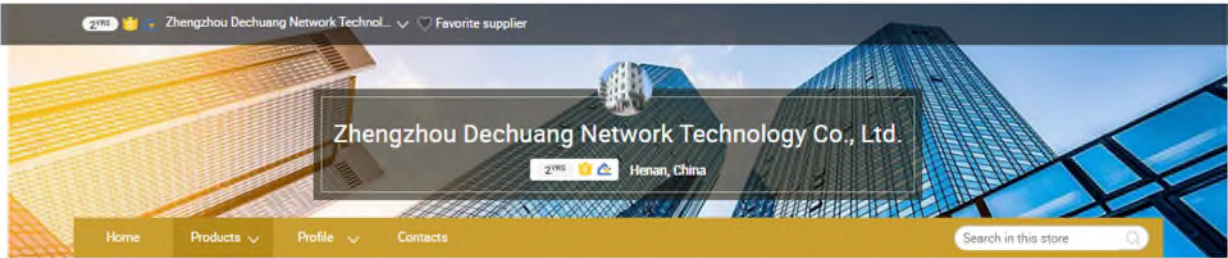 2YRS Zhengzhou Dechuang Network Technol... Favorite supplier
Zhengzhou Dechuang Network Technology Co., Ltd.
2YRS Henan, China
Home Products Profile Contacts Search in this store